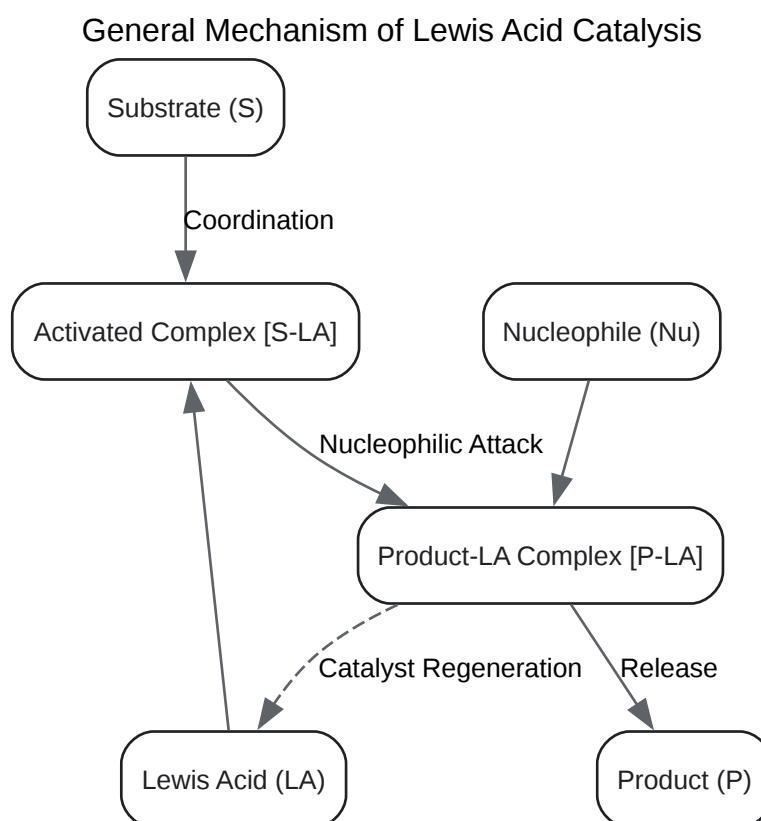 General Mechanism of Lewis Acid Catalysis
Substrate (S)
Coordination
Activated Complex [S-LA]
Nucleophile (Nu)
Nucleophilic Attack
Product-LA Complex [P-LA]
Catalyst Regeneration
Release
Lewis Acid (LA)
Product (P)